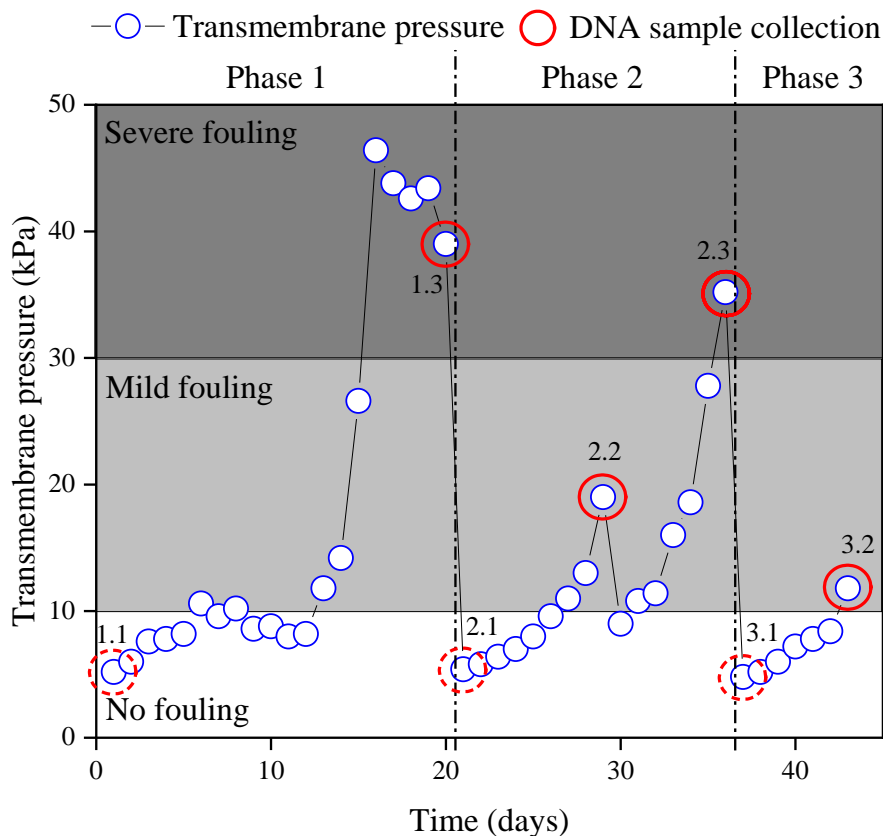 Transmembrane pressure DNA sample collection
Phase 1 Phase 2 Phase 3
Transmembrane pressure (kPa)
50
40
30
20
10
0
Severe fouling
Mild fouling
No fouling
1.1
1.3
2.1
2.2
2.3
3.1
3.2
0 10 20 30 40
Time (days)